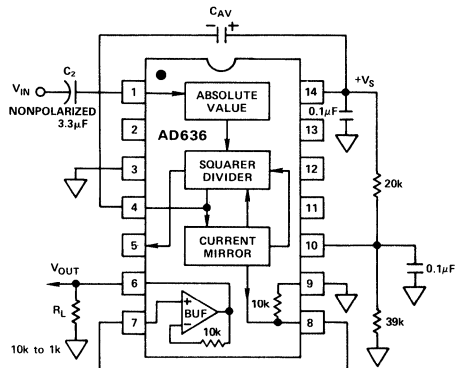 CAV
− +
C2
VIN
NONPOLARIZED
3.3µF
1
2
3
4
5
6
7
14
13
12
11
10
9
8
ABSOLUTE
VALUE
AD636
SQUARER
DIVIDER
CURRENT
MIRROR
+VS
0.1µF
20k
0.1µF
39k
VOUT
RL
10k to 1k
+
BUF
−
10k
10k